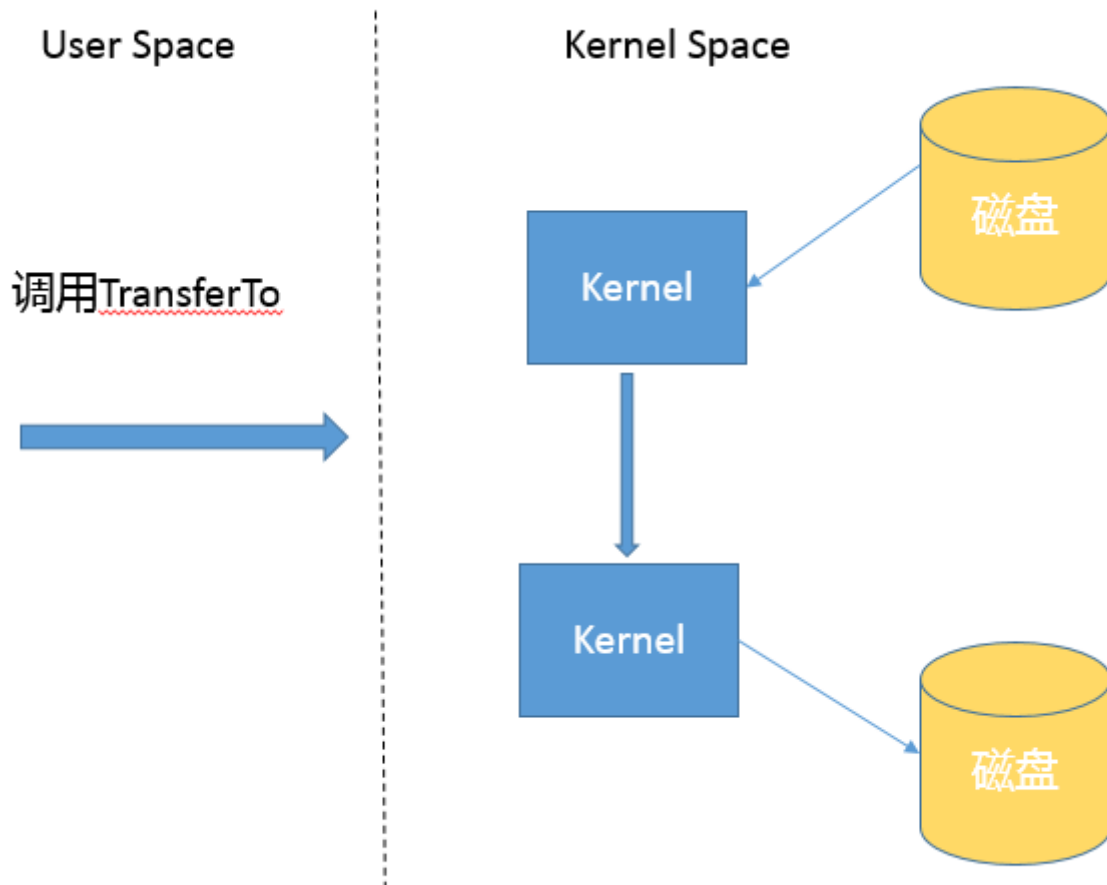 User Space
Kernel Space
磁盘
Kernel
调用TransferTo
Kernel
磁盘